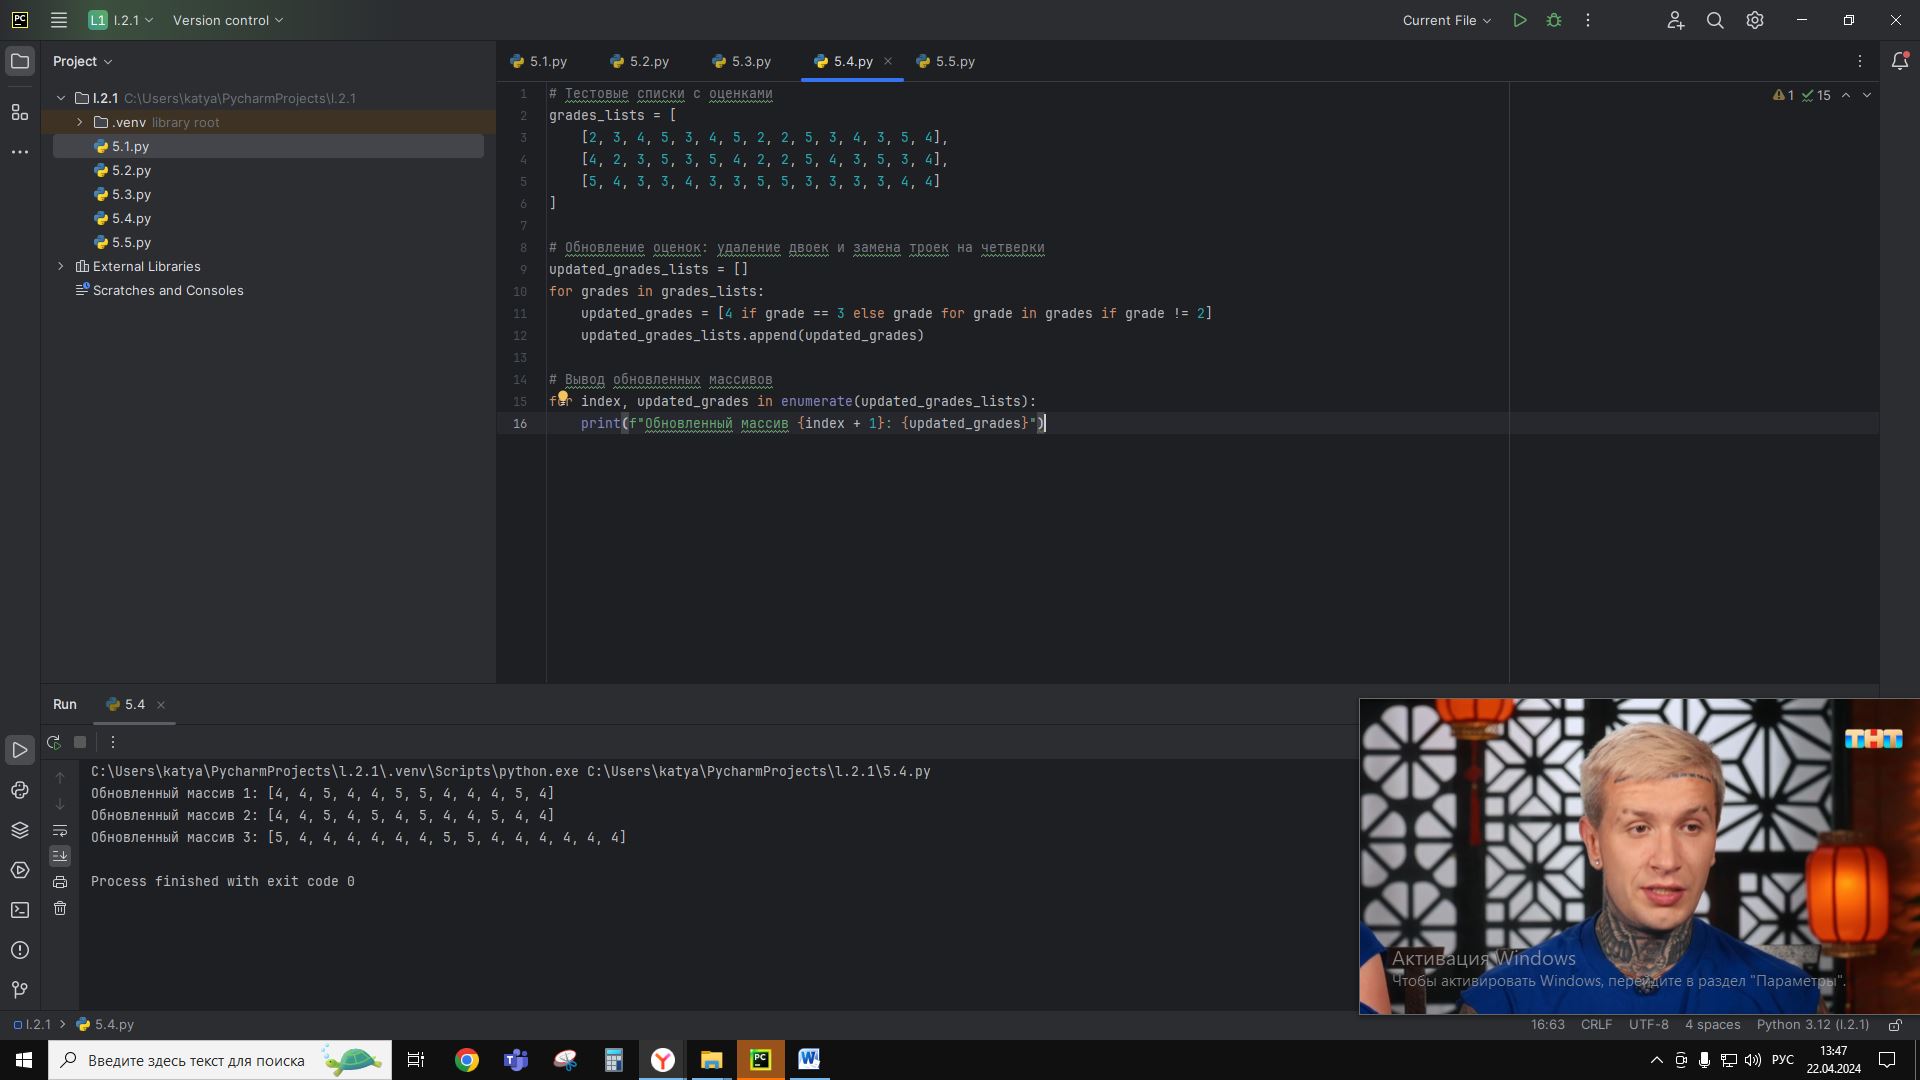 PC
L1 l.2.1
Version control
Current File
Project
5.1.py
5.2.py
5.3.py
5.4.py
5.5.py
l.2.1 C:\Users\katya\PycharmProjects\l.2.1
.venv library root
5.1.py
5.2.py
5.3.py
5.4.py
5.5.py
External Libraries
Scratches and Consoles
1 15
1 # Тестовые списки с оценками
2 grades_lists = [
3 [2, 3, 4, 5, 3, 4, 5, 2, 2, 5, 3, 4, 3, 5, 4],
4 [4, 2, 3, 5, 3, 5, 4, 2, 2, 5, 4, 3, 5, 3, 4],
5 [5, 4, 3, 3, 4, 3, 3, 5, 5, 3, 3, 3, 3, 4, 4]
6 ]
7
8 # Обновление оценок: удаление двоек и замена троек на четверки
9 updated_grades_lists = []
10 for grades in grades_lists:
11 updated_grades = [4 if grade == 3 else grade for grade in grades if grade != 2]
12 updated_grades_lists.append(updated_grades)
13
14 # Вывод обновленных массивов
15 for index, updated_grades in enumerate(updated_grades_lists):
16 print(f"Обновленный массив {index + 1}: {updated_grades}")
Run
5.4
C:\Users\katya\PycharmProjects\l.2.1\.venv\Scripts\python.exe C:\Users\katya\PycharmProjects\l.2.1\5.4.py
Обновленный массив 1: [4, 4, 5, 4, 4, 5, 5, 4, 4, 4, 5, 4]
Обновленный массив 2: [4, 4, 5, 4, 5, 4, 5, 4, 4, 5, 4, 4]
Обновленный массив 3: [5, 4, 4, 4, 4, 4, 4, 5, 5, 4, 4, 4, 4, 4, 4]
Process finished with exit code 0
ТНТ
Активация Windows
Чтобы активировать Windows, перейдите в раздел "Параметры".
l.2.1
5.4.py
16:63 CRLF UTF-8 4 spaces Python 3.12 (l.2.1)
Введите здесь текст для поиска
PC
РУС
13:47
22.04.2024